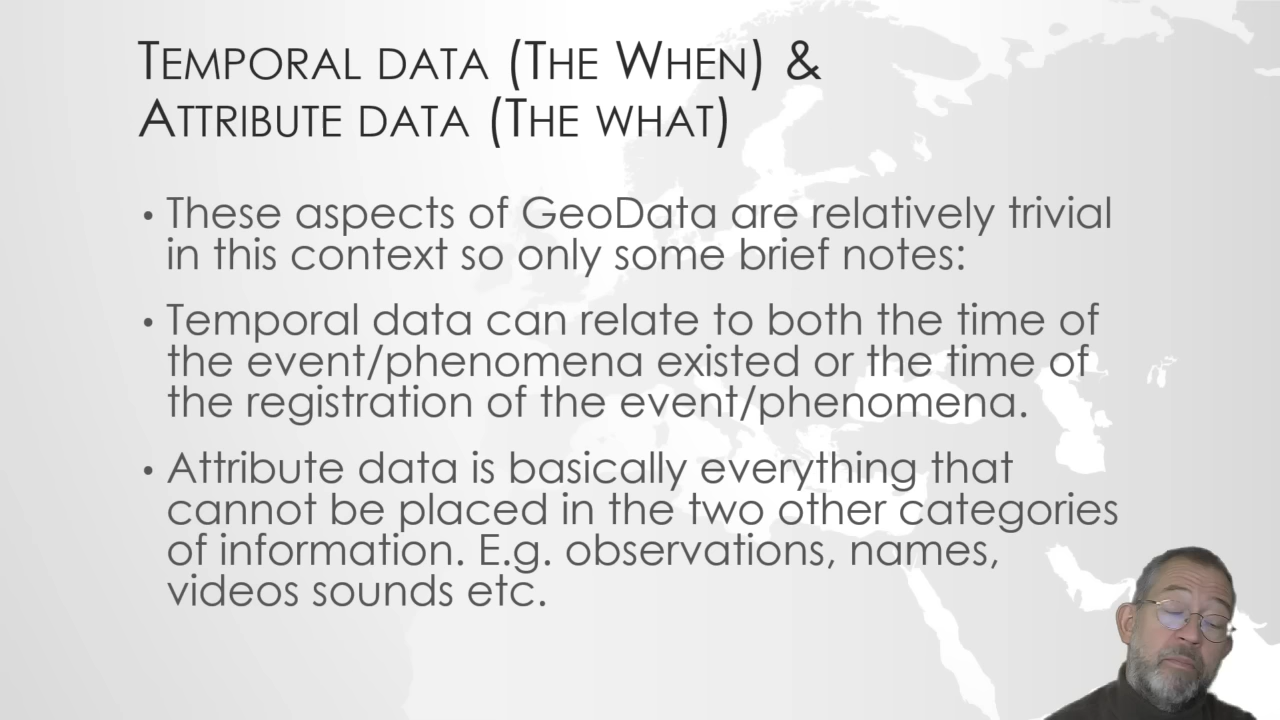 Temporal data (The When) &
Attribute data (The what)
• These aspects of GeoData are relatively trivial
in this context so only some brief notes:
• Temporal data can relate to both the time of
the event/phenomena existed or the time of
the registration of the event/phenomena.
• Attribute data is basically everything that
cannot be placed in the two other categories
of information. E.g. observations, names,
videos sounds etc.